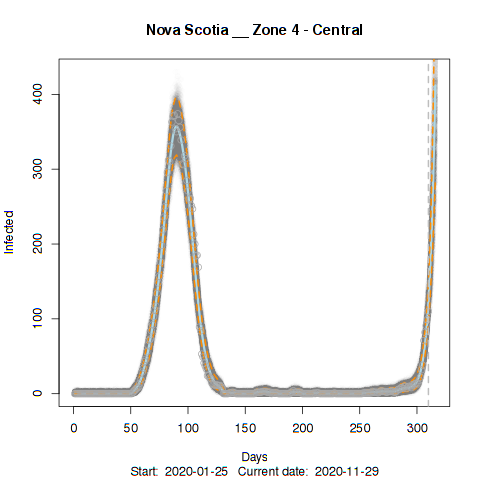 Nova Scotia __ Zone 4 - Central
400
300
200
100
0
Infected
0 50 100 150 200 250 300
Days
Start: 2020-01-25 Current date: 2020-11-29